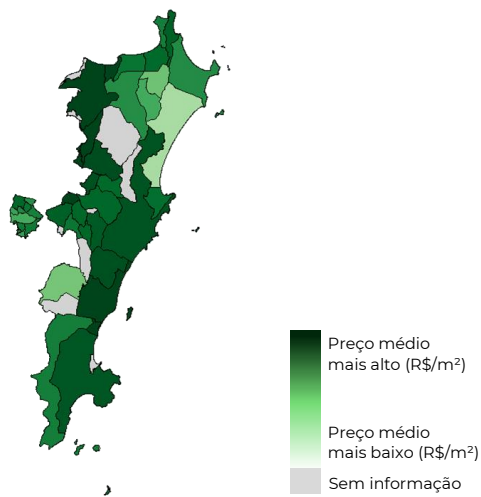 Preço médio
mais alto (R$/m²)
Preço médio
mais baixo (R$/m²)
Sem informação